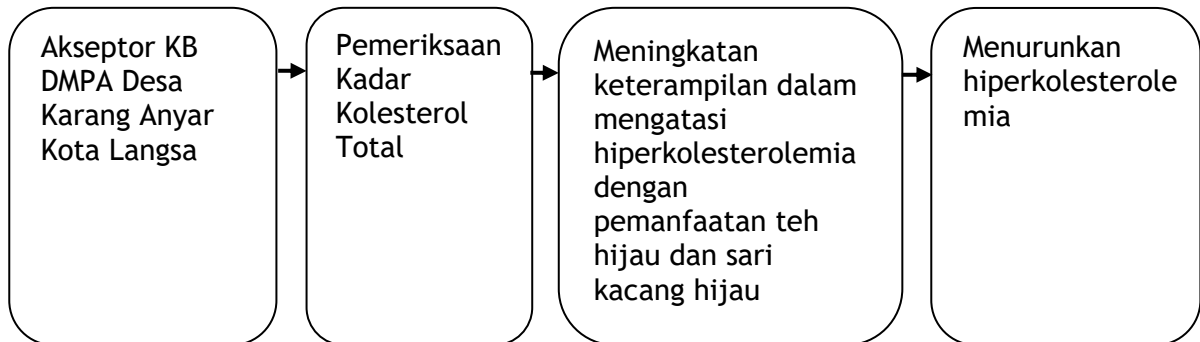 Akseptor KB
DMPA Desa
Karang Anyar
Kota Langsa
Pemeriksaan
Kadar
Kolesterol
Total
Meningkatan
keterampilan dalam
mengatasi
hiperkolesterolemia
dengan
pemanfaatan teh
hijau dan sari
kacang hijau
Menurunkan
hiperkolesterole
mia